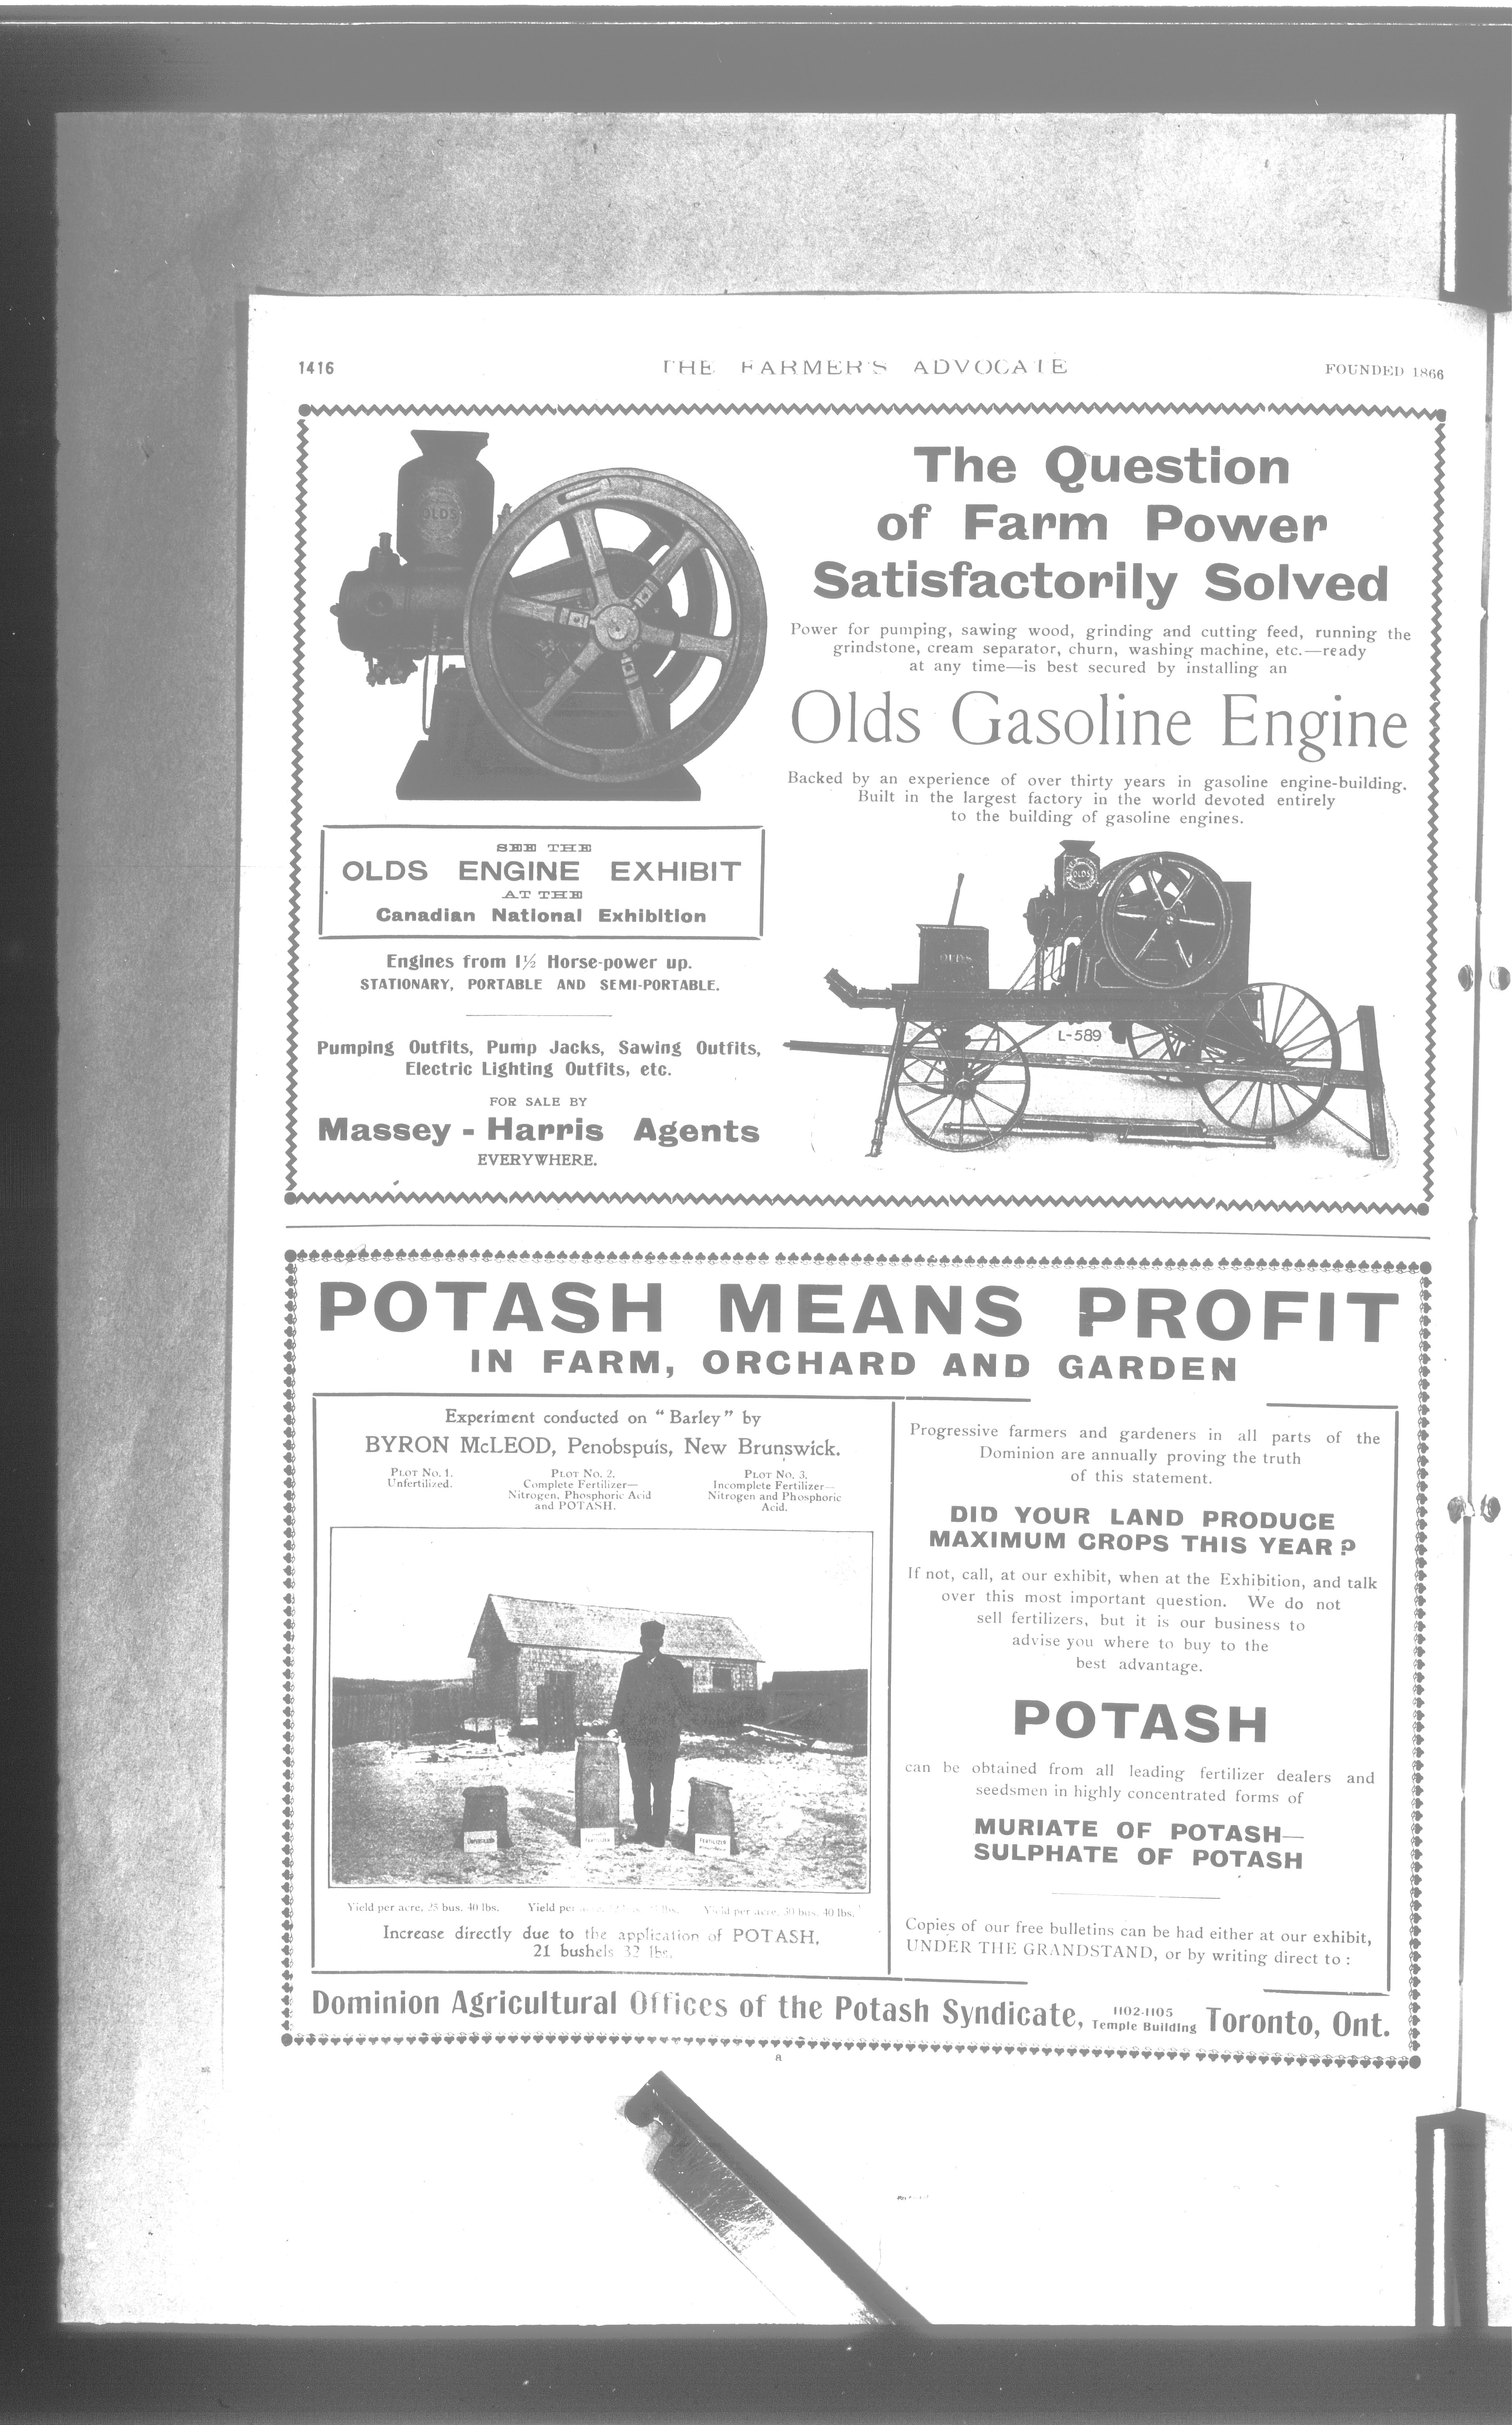 1416
THE FARMER'S ADVOCATE
FOUNDED 1866
OLDS
The Question
of Farm Power
Satisfactorily Solved
Power for pumping, sawing wood, grinding and cutting feed, running the
grindstone, cream separator, churn, washing machine, etc.—ready
at any time—is best secured by installing an
Olds Gasoline Engine
Backed by an experience of over thirty years in gasoline engine-building.
Built in the largest factory in the world devoted entirely
to the building of gasoline engines.
SEE THE
OLDS ENGINE EXHIBIT
AT THE
Canadian National Exhibition
Engines from 1½ Horse-power up.
STATIONARY, PORTABLE AND SEMI-PORTABLE.
Pumping Outfits, Pump Jacks, Sawing Outfits,
Electric Lighting Outfits, etc.
FOR SALE BY
Massey-Harris Agents
EVERYWHERE.
OLDS
OLDS
L-589
POTASH MEANS PROFIT
IN FARM, ORCHARD AND GARDEN
Experiment conducted on "Barley" by
BYRON McLEOD, Penobspuis, New Brunswick.
PLOT No. 1.
Unfertilized.
PLOT No. 2.
Complete Fertilizer—
Nitrogen, Phosphoric Acid
and POTASH.
PLOT No. 3.
Incomplete Fertilizer—
Nitrogen and Phosphoric
Acid.
FERTILIZER
Yield per acre, 25 bus. 40 lbs.
Yield per
Yield per acre, 30 bus. 40 lbs.
Increase directly due to the application of POTASH,
21 bushels 32 lbs.
Progressive farmers and gardeners in all parts of the
Dominion are annually proving the truth
of this statement.
DID YOUR LAND PRODUCE
MAXIMUM CROPS THIS YEAR?
If not, call, at our exhibit, when at the Exhibition, and talk
over this most important question. We do not
sell fertilizers, but it is our business to
advise you where to buy to the
best advantage.
POTASH
can be obtained from all leading fertilizer dealers and
seedsmen in highly concentrated forms of
MURIATE OF POTASH—
SULPHATE OF POTASH
Copies of our free bulletins can be had either at our exhibit,
UNDER THE GRANDSTAND, or by writing direct to:
Dominion Agricultural Offices of the Potash Syndicate, 1102-1105 Temple Building Toronto, Ont.
a